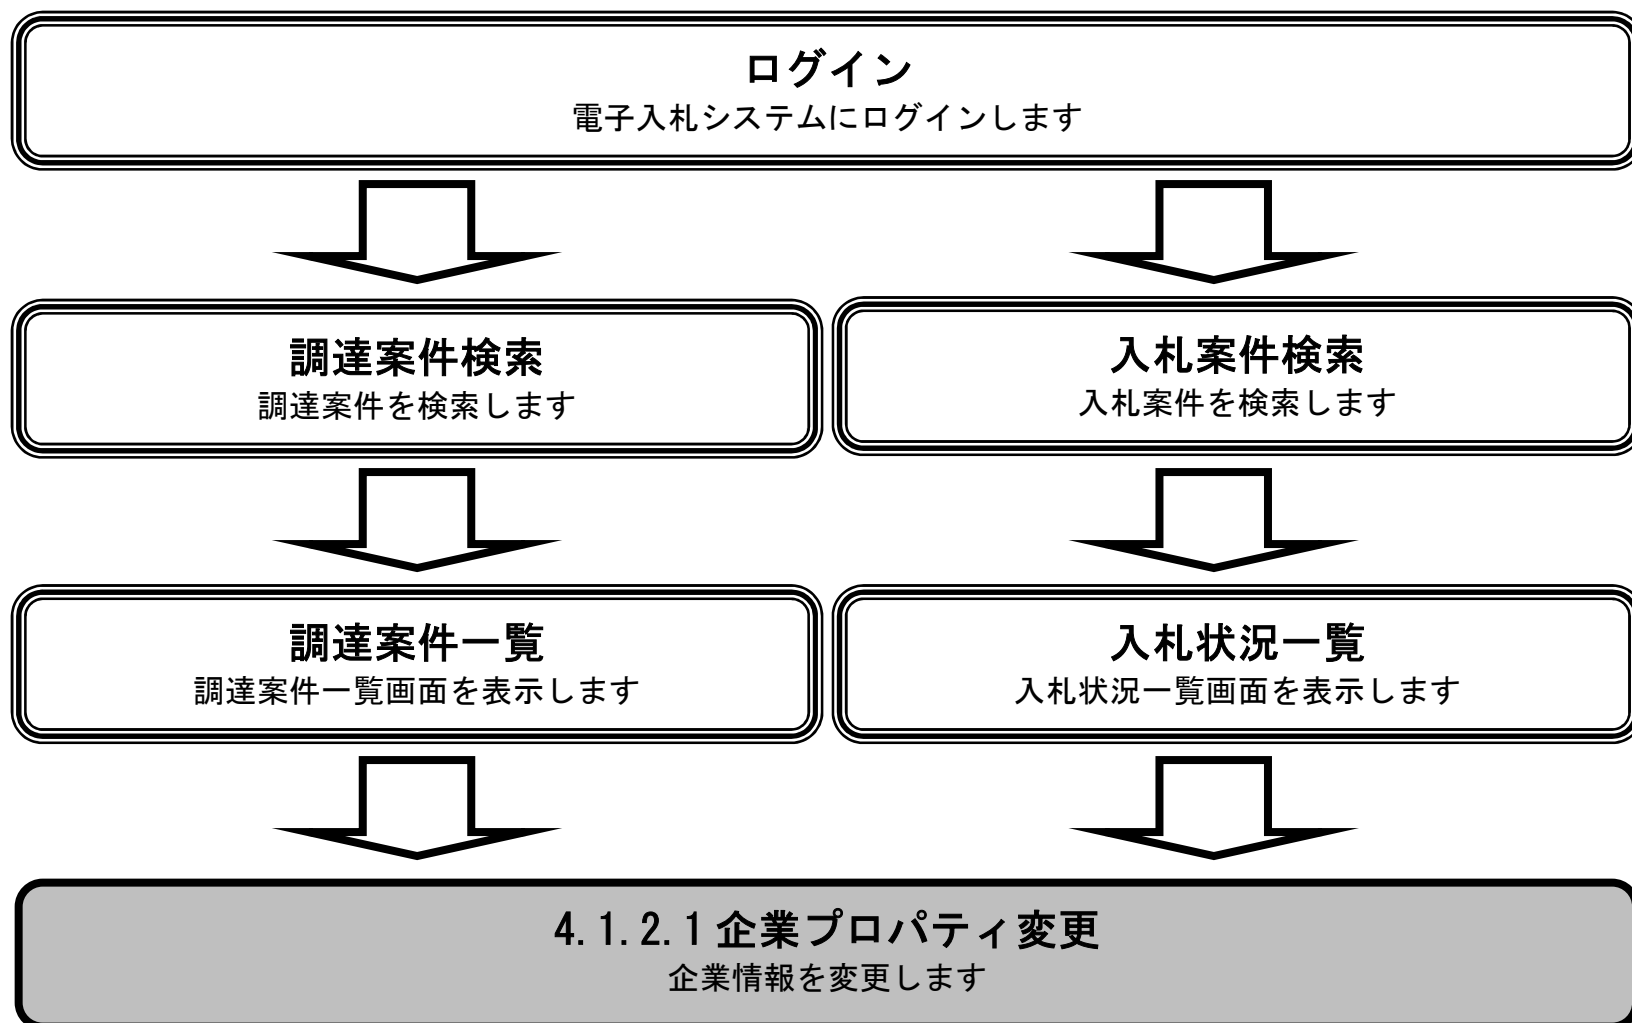 ログイン
電子入札システムにログインします
調達案件検索
調達案件を検索します
入札案件検索
入札案件を検索します
調達案件一覧
調達案件一覧画面を表示します
入札状況一覧
入札状況一覧画面を表示します
4.1.2.1企業プロパティ変更
企業情報を変更します